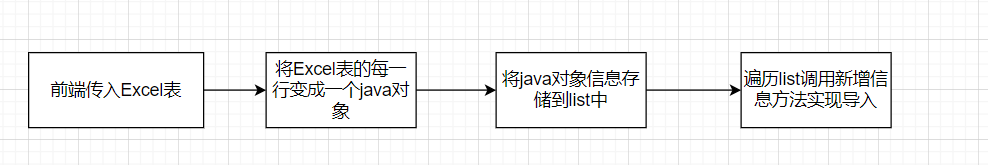 前端传入Excel表
将Excel表的每一
行变成一个java对
象
将java对象信息存
储到list中
遍历list调用新增信
息方法实现导入